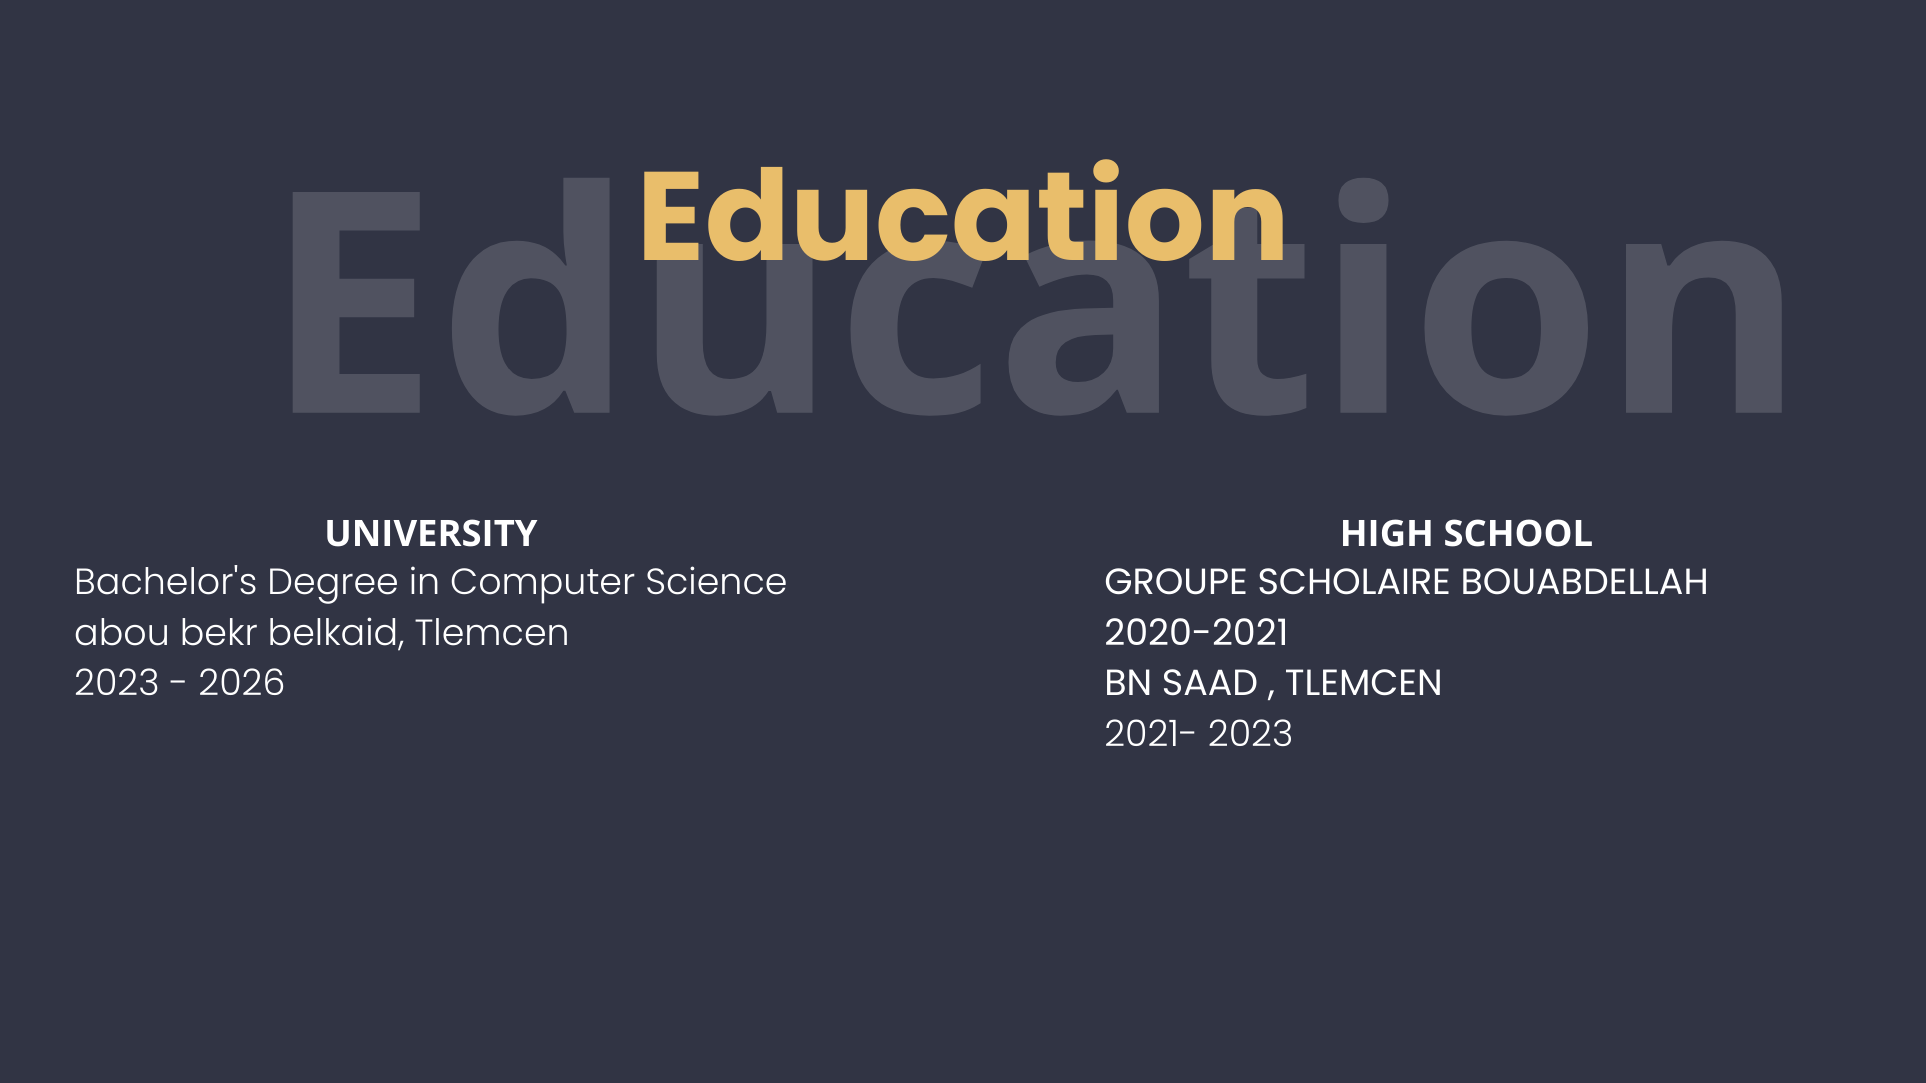 Education
Education
UNIVERSITY
Bachelor's Degree in Computer Science
abou bekr belkaid, Tlemcen
2023 - 2026
HIGH SCHOOL
GROUPE SCHOLAIRE BOUABDELLAH
2020-2021
BN SAAD , TLEMCEN
2021- 2023